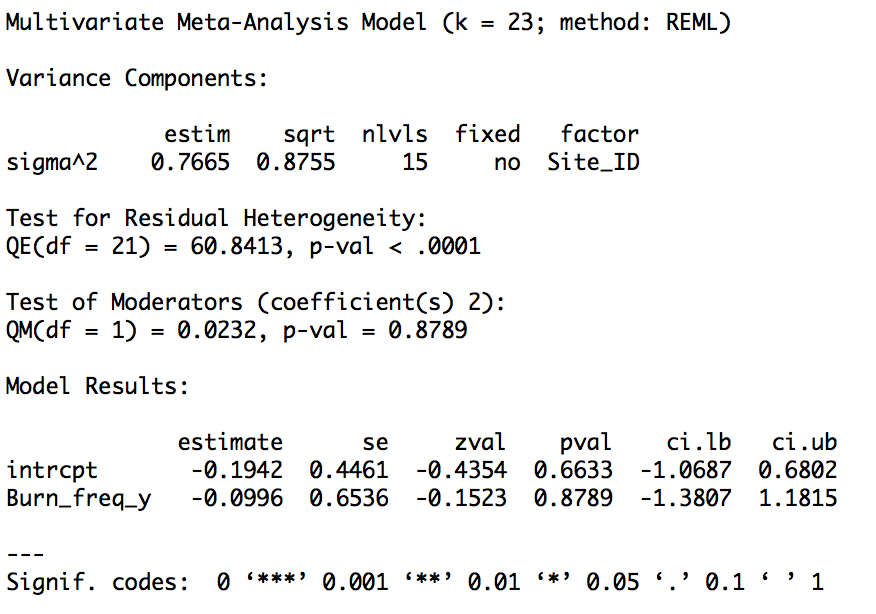 Multivariate Meta-Analysis Model (k = 23; method: REML)
Variance Components:
estim sqrt nlvls fixed factor
sigma^2 0.7665 0.8755 15 no Site_ID
Test for Residual Heterogeneity:
QE(df = 21) = 60.8413, p-val < .0001
Test of Moderators (coefficient(s) 2):
QM(df = 1) = 0.0232, p-val = 0.8789
Model Results:
estimate se zval pval ci.lb ci.ub
intrcpt -0.1942 0.4461 -0.4354 0.6633 -1.0687 0.6802
Burn_freq_y -0.0996 0.6536 -0.1523 0.8789 -1.3807 1.1815
---
Signif. codes: 0 ‘***’ 0.001 ‘**’ 0.01 ‘*’ 0.05 ‘.’ 0.1 ‘ ’ 1